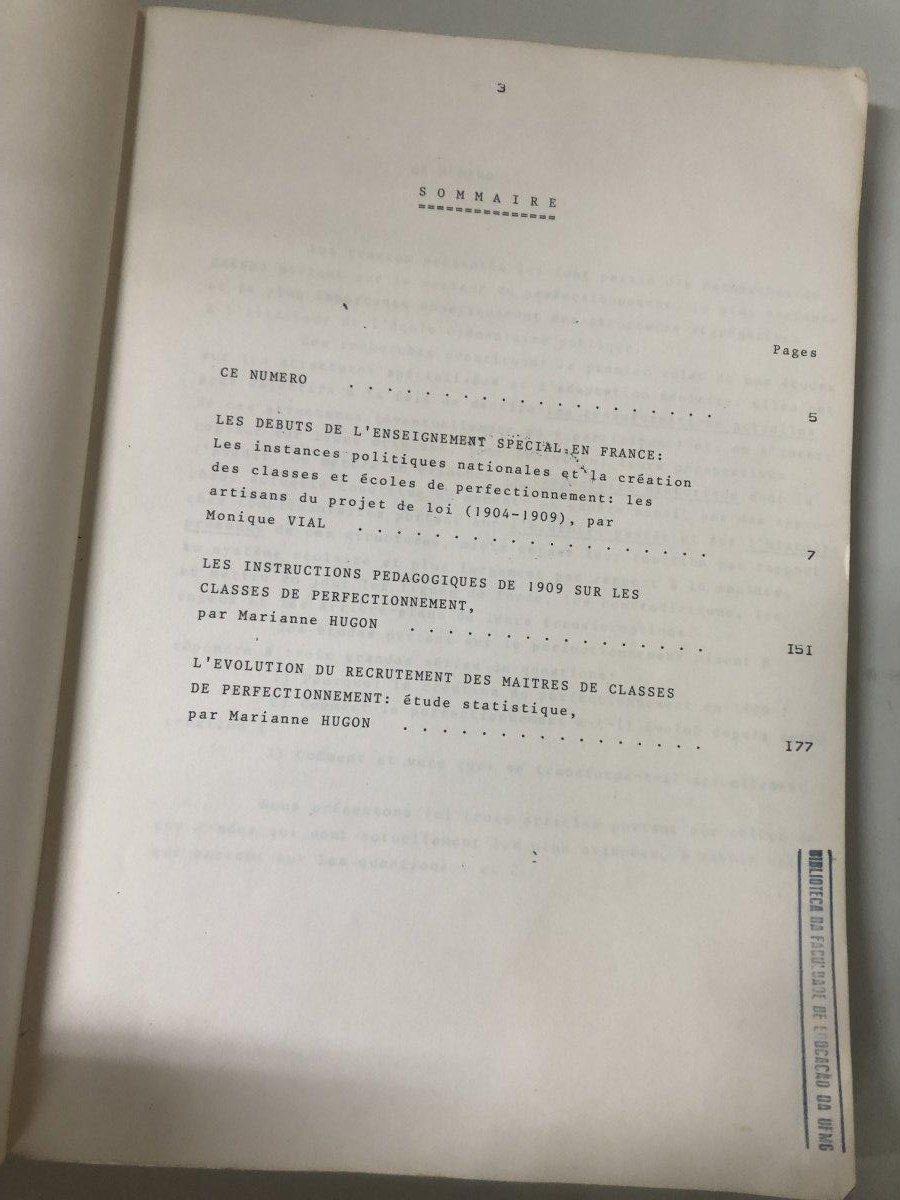 3
S O M M A I R E
===============
Pages
CE NUMERO . . . . . . . . . . . . . . . . . . . . 5
LES DEBUTS DE L'ENSEIGNEMENT SPECIAL EN FRANCE:
Les instances politiques nationales et la création
des classes et écoles de perfectionnement: les
artisans du projet de loi (1904-1909), par
Monique VIAL . . . . . . . . . . . . . . . . . . . 7
LES INSTRUCTIONS PEDAGOGIQUES DE 1909 SUR LES
CLASSES DE PERFECTIONNEMENT,
par Marianne HUGON . . . . . . . . . . . . . . . . I5I
L'EVOLUTION DU RECRUTEMENT DES MAITRES DE CLASSES
DE PERFECTIONNEMENT: étude statistique,
par Marianne HUGON . . . . . . . . . . . . . . . . I77
BIBLIOTECA DA FACULDADE DE EDUCAÇÃO DA UFMG